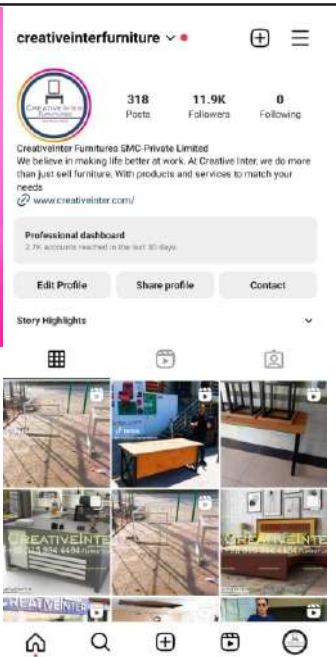 creativeinterfurniture
318 11.9K 0
Posts Followers Following
Creativeinter Furnitures SMC-Private Limited
We believe in making life better at work. At Creative Inter, we do more
than just sell furniture. With products and services to match your
needs
www.creativeinter.com/
Professional dashboard
2.7K accounts reached in the last 30 days.
Edit Profile Share profile Contact
Story Highlights
CREATIVEINTE
CREATIVEINTE
CREATIVEINTE